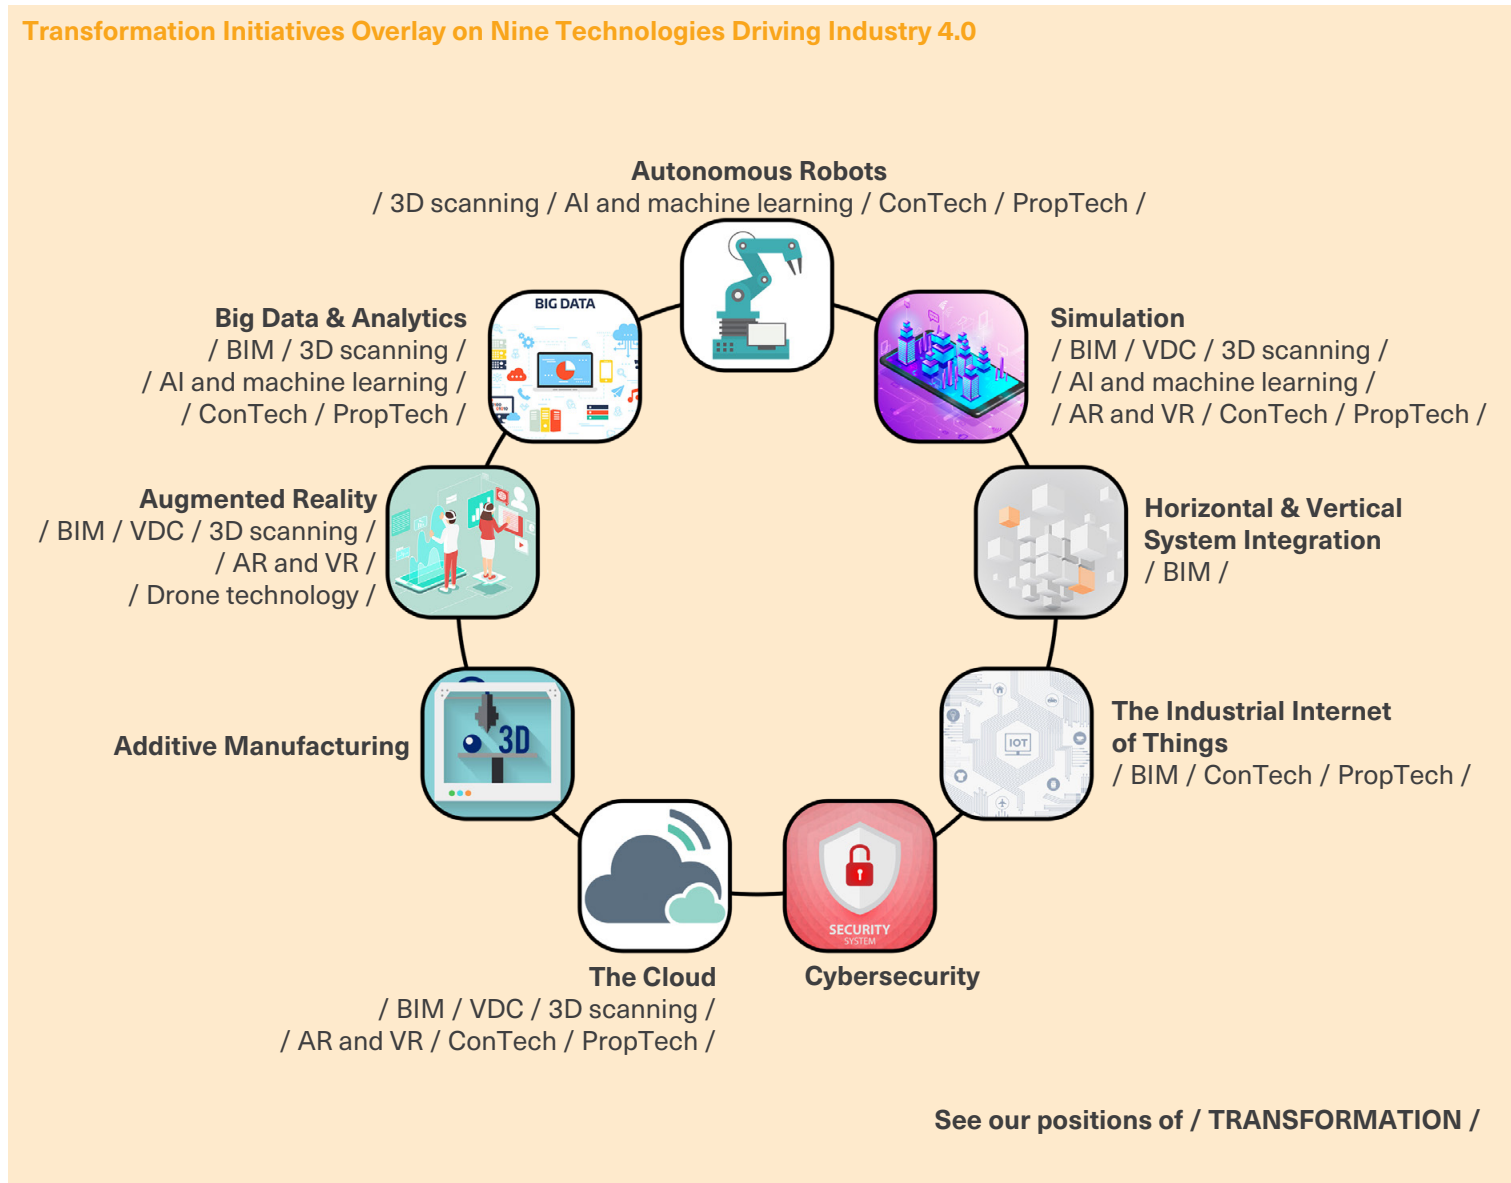 Transformation Initiatives Overlay on Nine Technologies Driving Industry 4.0
Autonomous Robots
/ 3D scanning / AI and machine learning / ConTech / PropTech /
Big Data & Analytics
/ BIM / 3D scanning /
/ AI and machine learning /
/ ConTech / PropTech /
BIG DATA
Simulation
/ BIM / VDC / 3D scanning /
/ AI and machine learning /
/ AR and VR / ConTech / PropTech /
Augmented Reality
/ BIM / VDC / 3D scanning /
/ AR and VR /
/ Drone technology /
Horizontal & Vertical
System Integration
/ BIM /
Additive Manufacturing
3D
IOT
The Industrial Internet
of Things
/ BIM / ConTech / PropTech /
SECURITY
SYSTEM
The Cloud
/ BIM / VDC / 3D scanning /
/ AR and VR / ConTech / PropTech /
Cybersecurity
See our positions of / TRANSFORMATION /